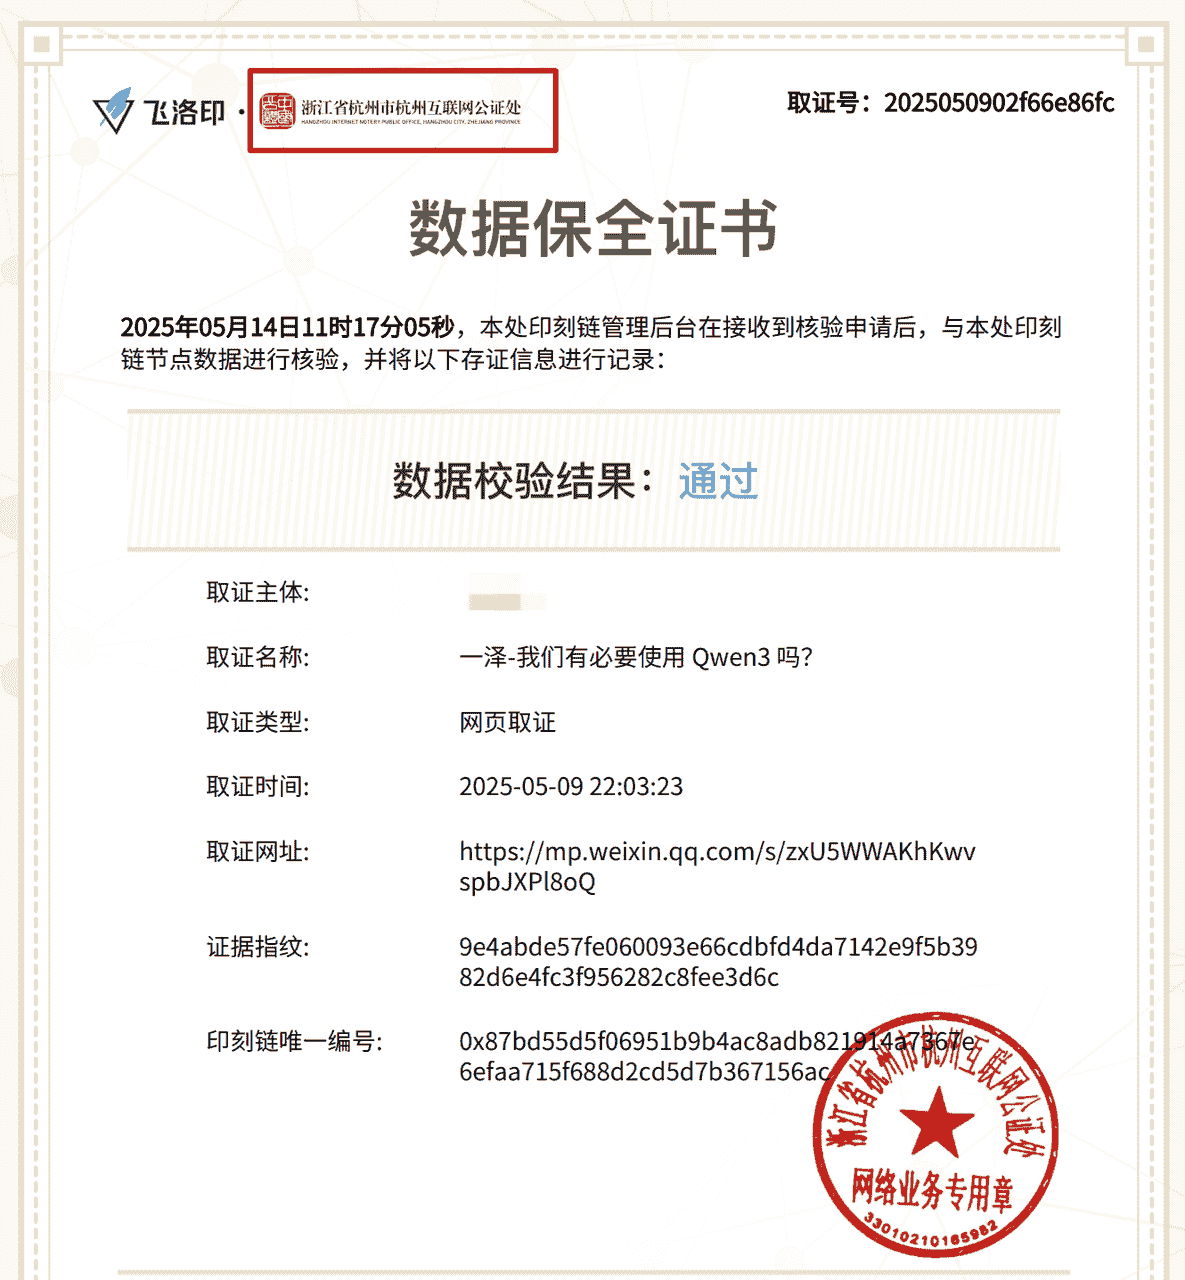 飞洛印·
浙江省杭州市杭州互联网公证处
HANGZHOU INTERNET NOTERY PUBLIC OFFICE, HANGZHOU CITY, ZHEJIANG PROVINCE
取证号：2025050902f66e86fc
数据保全证书
2025年05月14日11时17分05秒，本处印刻链管理后台在接收到核验申请后，与本处印刻
链节点数据进行核验，并将以下存证信息进行记录：
数据校验结果：通过
取证主体:
取证名称: 一泽-我们有必要使用 Qwen3 吗?
取证类型: 网页取证
取证时间: 2025-05-09 22:03:23
取证网址: https://mp.weixin.qq.com/s/zxU5WWAKhKwv
spbJXPl8oQ
证据指纹: 9e4abde57fe060093e66cdbfd4da7142e9f5b39
82d6e4fc3f956282c8fee3d6c
印刻链唯一编号: 0x87bd55d5f06951b9b4ac8adb821914a7367e
6efaa715f688d2cd5d7b367156ac
浙江省杭州市杭州互联网公证处
网络业务专用章
33010210165982